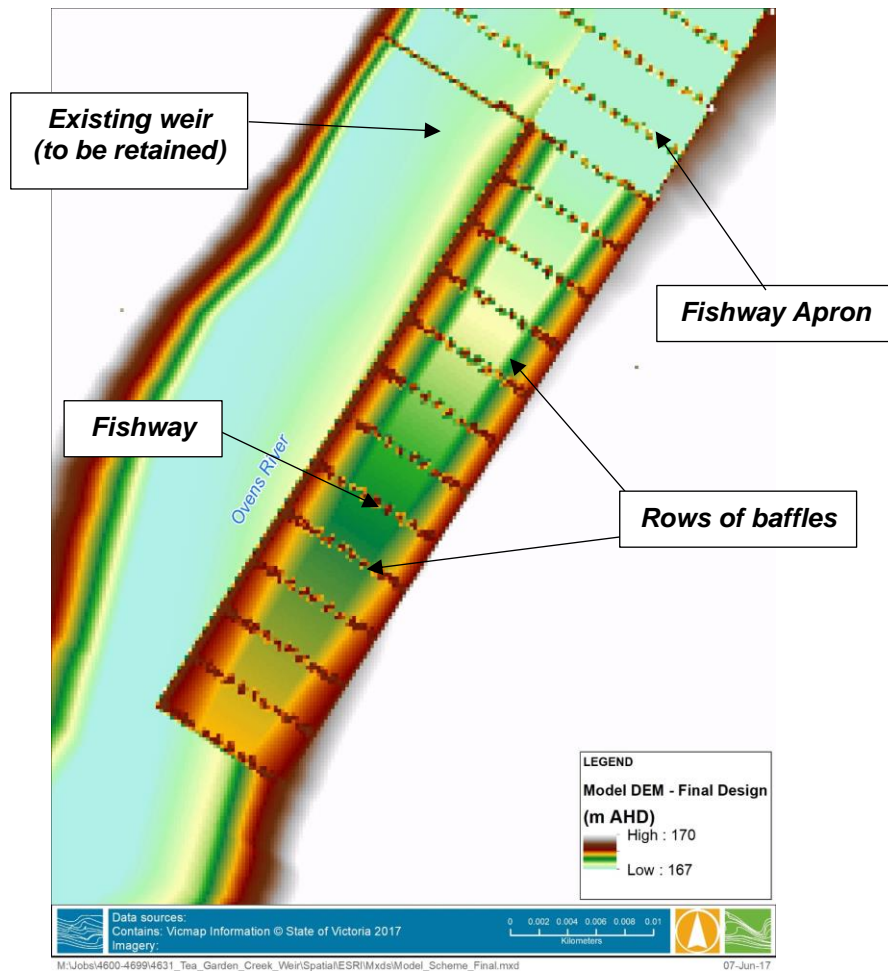 Existing weir
(to be retained)
Fishway Apron
Fishway
Ovens River
Rows of baffles
LEGEND
Model DEM - Final Design
(m AHD)
High : 170
Low : 167
Data sources:
Contains: Vicmap Information © State of Victoria 2017
Imagery:
0 0.002 0.004 0.006 0.008 0.01
Kilometers
M:\Jobs\4600-4699\4631_Tea_Garden_Creek_Weir\Spatial\ESRI\Mxds\Model_Scheme_Final.mxd
07-Jun-17